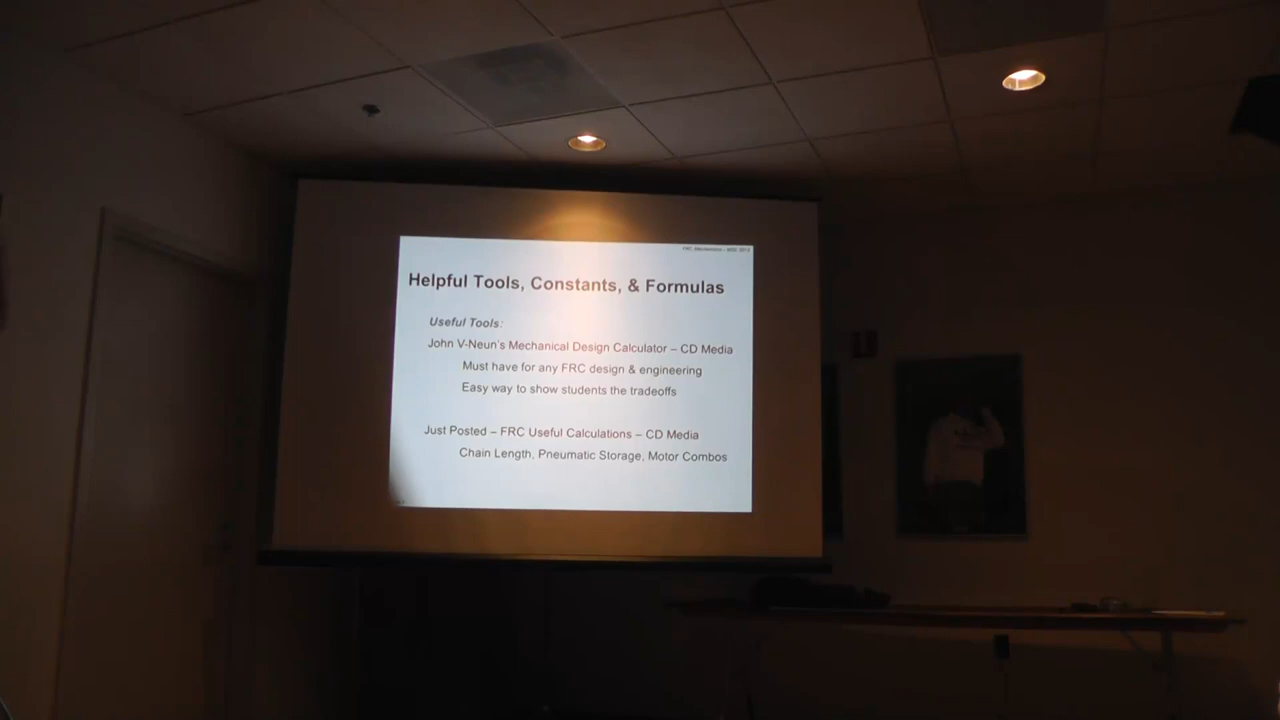 Helpful Tools, Constants, & Formulas
Useful Tools:
John V-Neun's Mechanical Design Calculator – CD Media
Must have for any FRC design & engineering
Easy way to show students the tradeoffs
Just Posted – FRC Useful Calculations – CD Media
Chain Length, Pneumatic Storage, Motor Combos